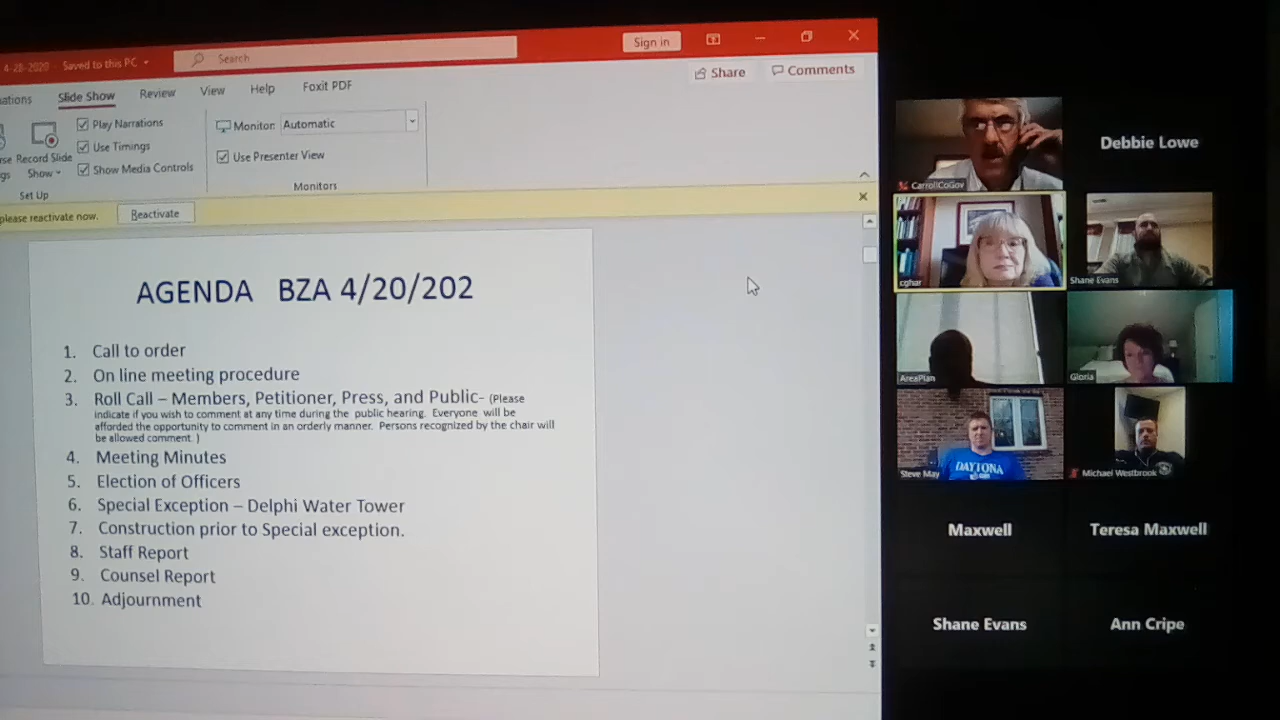 4-28-2020 - Saved to this PC
Search
Sign in
Slide Show Review View Help Foxit PDF
Share Comments
Record Slide
Show
Play Narrations
Use Timings
Show Media Controls
Set Up
Monitor: Automatic
Use Presenter View
Monitors
please reactivate now. Reactivate
AGENDA BZA 4/20/202
1. Call to order
2. On line meeting procedure
3. Roll Call – Members, Petitioner, Press, and Public- (Please
indicate if you wish to comment at any time during the public hearing. Everyone will be
afforded the opportunity to comment in an orderly manner. Persons recognized by the chair will
be allowed comment. )
4. Meeting Minutes
5. Election of Officers
6. Special Exception – Delphi Water Tower
7. Construction prior to Special exception.
8. Staff Report
9. Counsel Report
10. Adjournment
CarrollCoGov
Debbie Lowe
cghar
Shane Evans
AreaPlan
Gloria
Steve May
DAYTONA
Michael Westbrook
Maxwell
Teresa Maxwell
Shane Evans
Ann Cripe